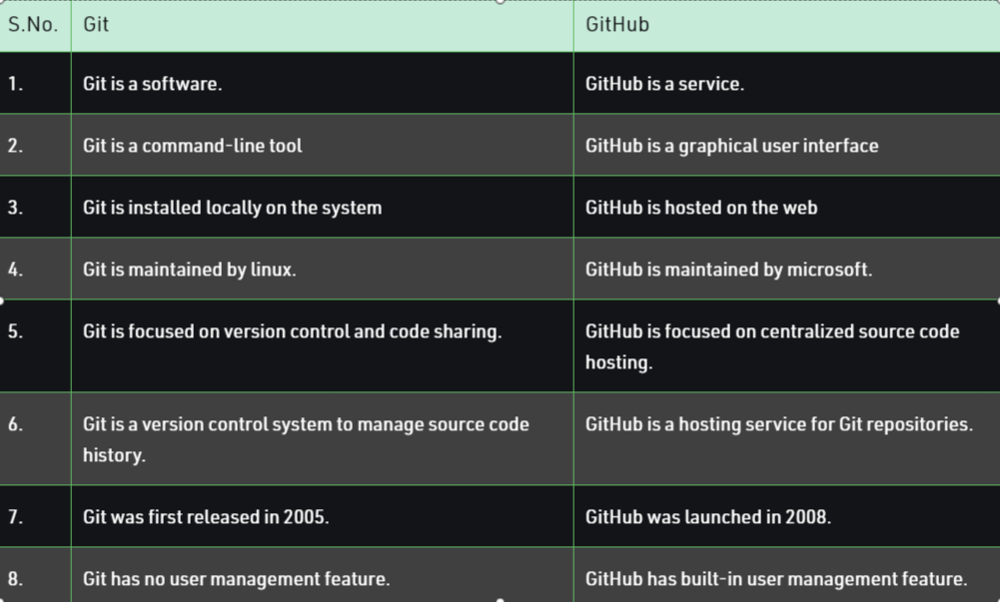 S.No. Git GitHub
1. Git is a software. GitHub is a service.
2. Git is a command-line tool GitHub is a graphical user interface
3. Git is installed locally on the system GitHub is hosted on the web
4. Git is maintained by linux. GitHub is maintained by microsoft.
5. Git is focused on version control and code sharing. GitHub is focused on centralized source code
hosting.
6. Git is a version control system to manage source code GitHub is a hosting service for Git repositories.
history.
7. Git was first released in 2005. GitHub was launched in 2008.
8. Git has no user management feature. GitHub has built-in user management feature.